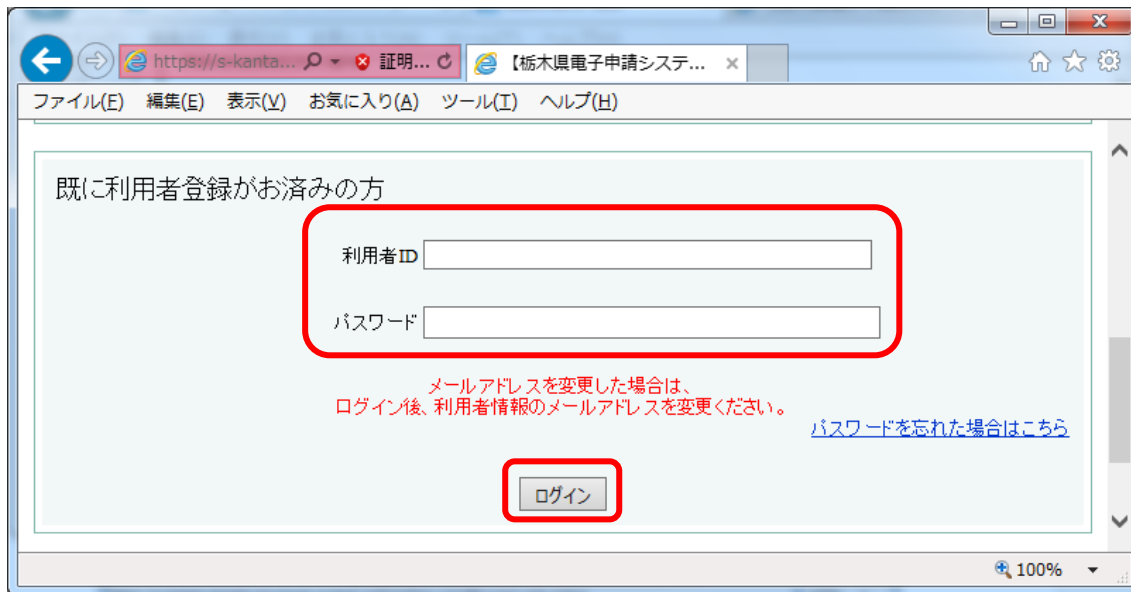 https://s-kanta... 証明... 【栃木県電子申請システ...
ファイル(F) 編集(E) 表示(V) お気に入り(A) ツール(T) ヘルプ(H)
既に利用者登録がお済みの方
利用者ID
パスワード
メールアドレスを変更した場合は、
ログイン後、利用者情報のメールアドレスを変更ください。
パスワードを忘れた場合はこちら
ログイン
100%